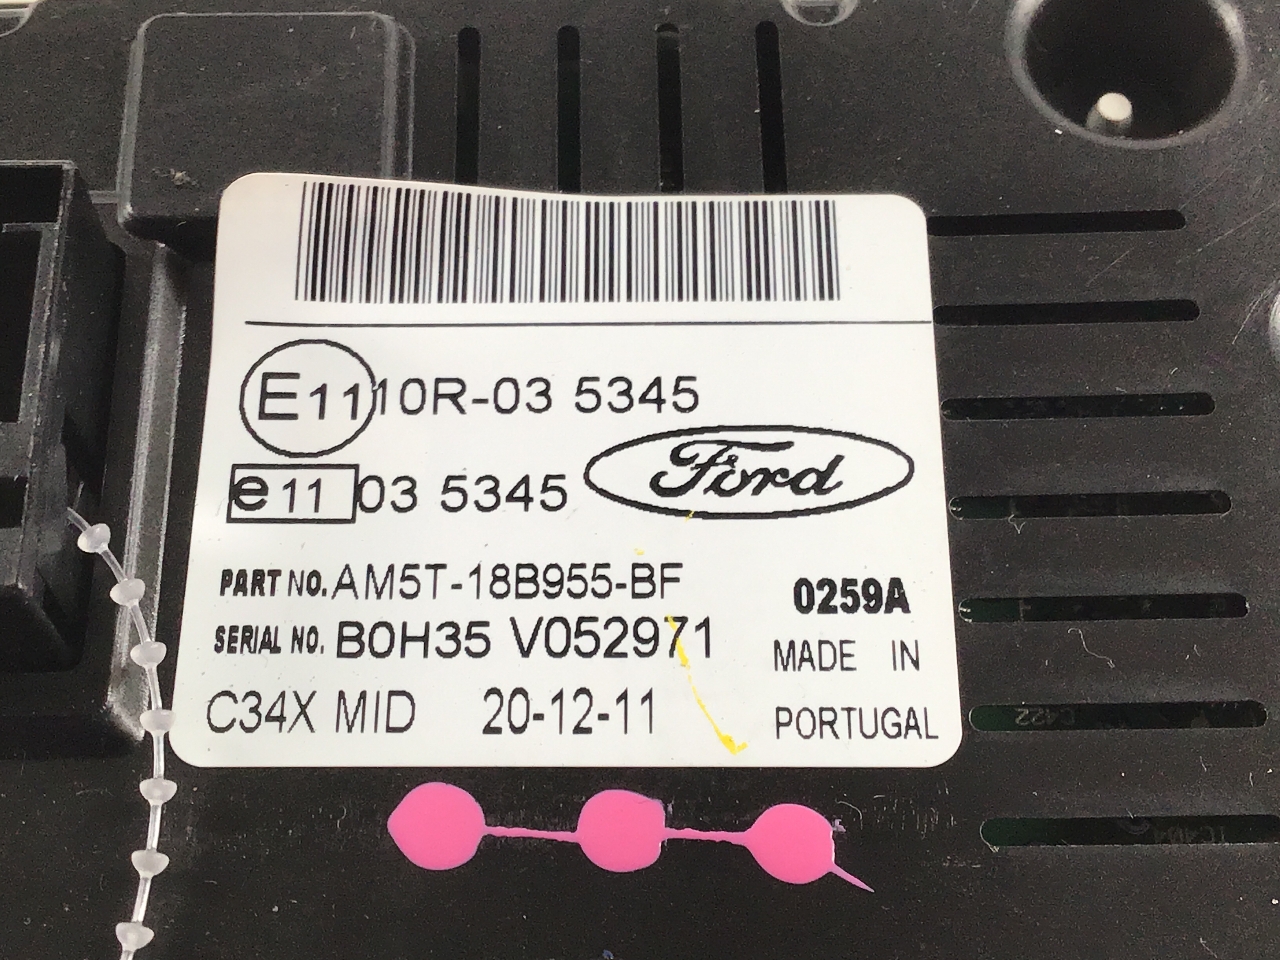 E11 10R-03 5345
e11 03 5345
Ford
PART NO. AM5T-18B955-BF
0259A
SERIAL NO. B0H35 V052971
MADE IN
C34X MID 20-12-11
PORTUGAL
C422